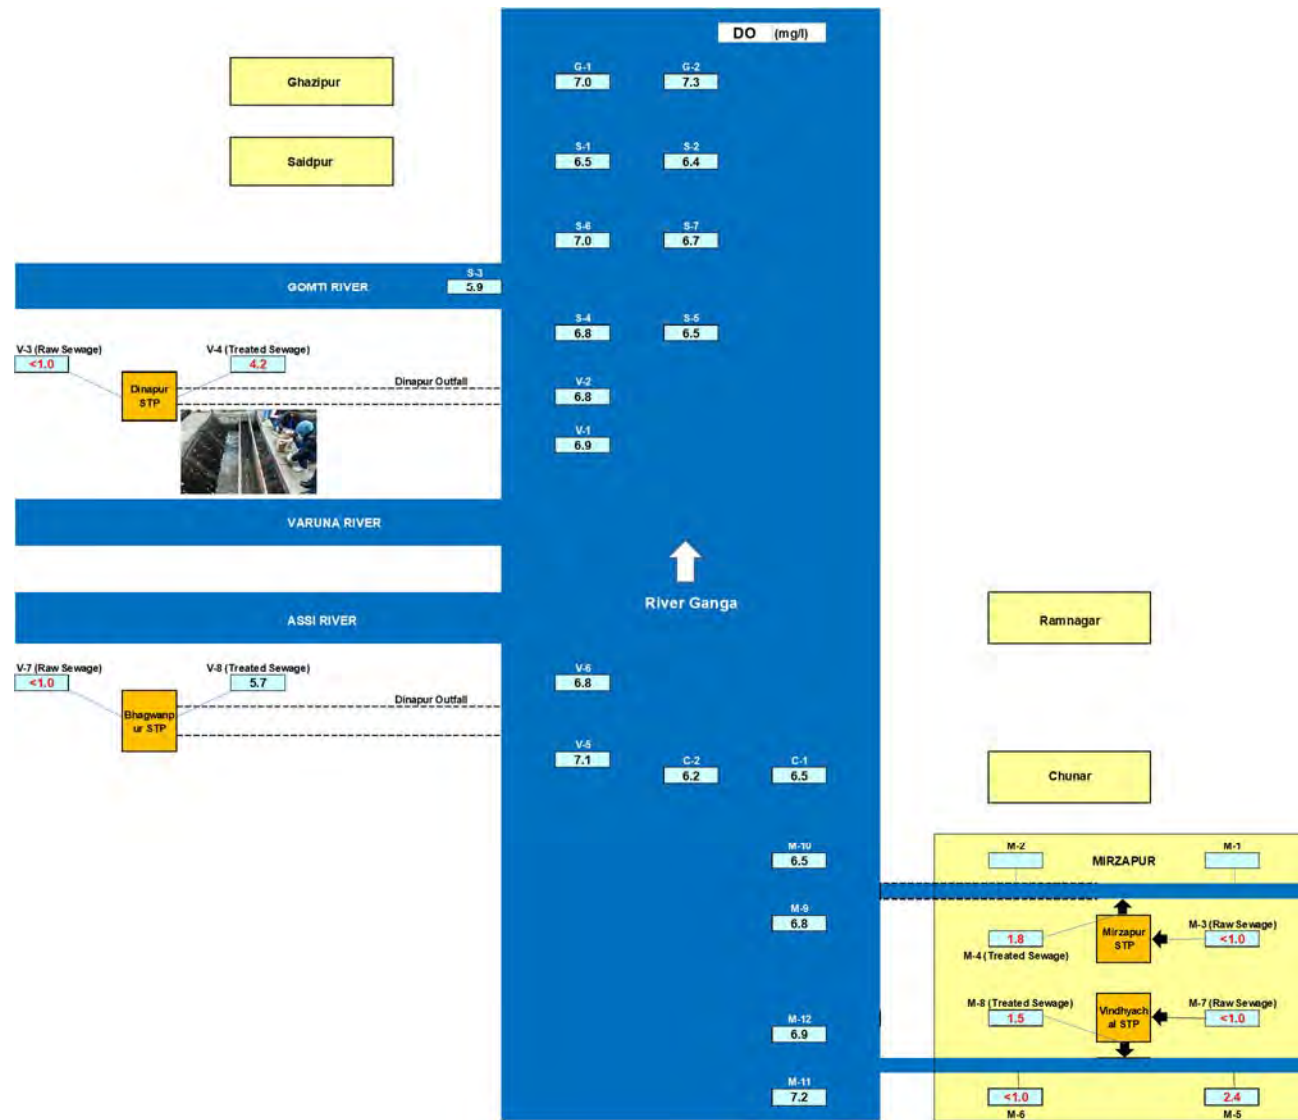 DO (mg/l)
G-1
7.0
G-2
7.3
Ghazipur
S-1
6.5
S-2
6.4
Saidpur
S-6
7.0
S-7
6.7
S-3
5.9
GOMTI RIVER
S-4
6.8
S-5
6.5
V-3 (Raw Sewage)
<1.0
V-4 (Treated Sewage)
4.2
Dinapur
STP
Dinapur Outfall
V-2
6.8
V-1
6.9
VARUNA RIVER
River Ganga
ASSI RIVER
Ramnagar
V-7 (Raw Sewage)
<1.0
V-8 (Treated Sewage)
5.7
Bhagwanp
ur STP
Dinapur Outfall
V-6
6.8
V-5
7.1
C-2
6.2
C-1
6.5
Chunar
M-10
6.5
M-2
MIRZAPUR
M-1
M-9
6.8
1.8
M-4 (Treated Sewage)
Mirzapur
STP
M-3 (Raw Sewage)
<1.0
M-8 (Treated Sewage)
1.5
Vindhyach
al STP
M-7 (Raw Sewage)
<1.0
M-12
6.9
M-11
7.2
<1.0
M-6
2.4
M-5